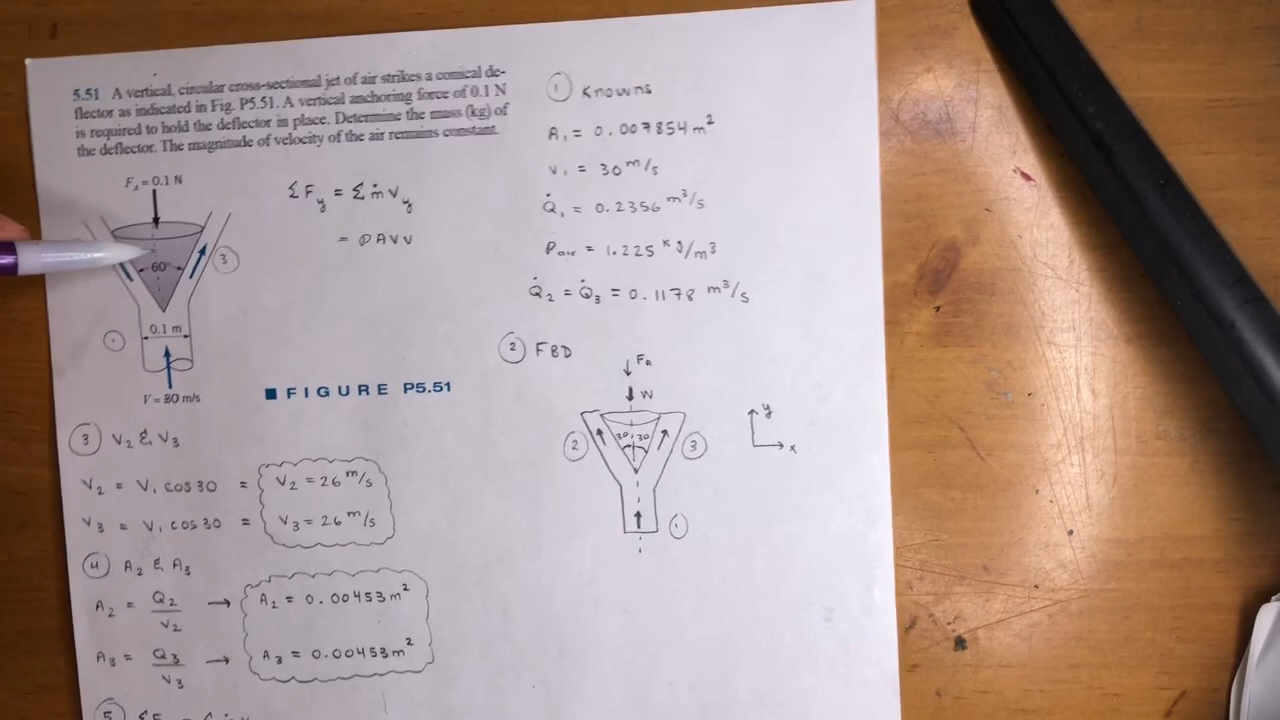 5.51 A vertical, circular cross-sectional jet of air strikes a conical de-
flector as indicated in Fig. P5.51. A vertical anchoring force of 0.1 N
is required to hold the deflector in place. Determine the mass (kg) of
the deflector. The magnitude of velocity of the air remains constant.
F_A = 0.1 N
60°
3
0.1 m
1
V = 30 m/s
■ FIGURE P5.51
ΣF_y = Σṁ V_y
= ρAVV
① Knowns
A₁ = 0.007854 m²
V₁ = 30 m/s
Q̇₁ = 0.2356 m³/s
ρ_air = 1.225 kg/m³
Q̇₂ = Q̇₃ = 0.1178 m³/s
② FBD
F_A
W
30 30
②
③
①
y
x
③ V₂ & V₃
V₂ = V₁ cos30 = V₂ = 26 m/s
V₃ = V₁ cos30 = V₃ = 26 m/s
④ A₂ & A₃
A₂ = Q₂/V₂ → A₂ = 0.00453 m²
A₃ = Q₃/V₃ → A₃ = 0.00453 m²